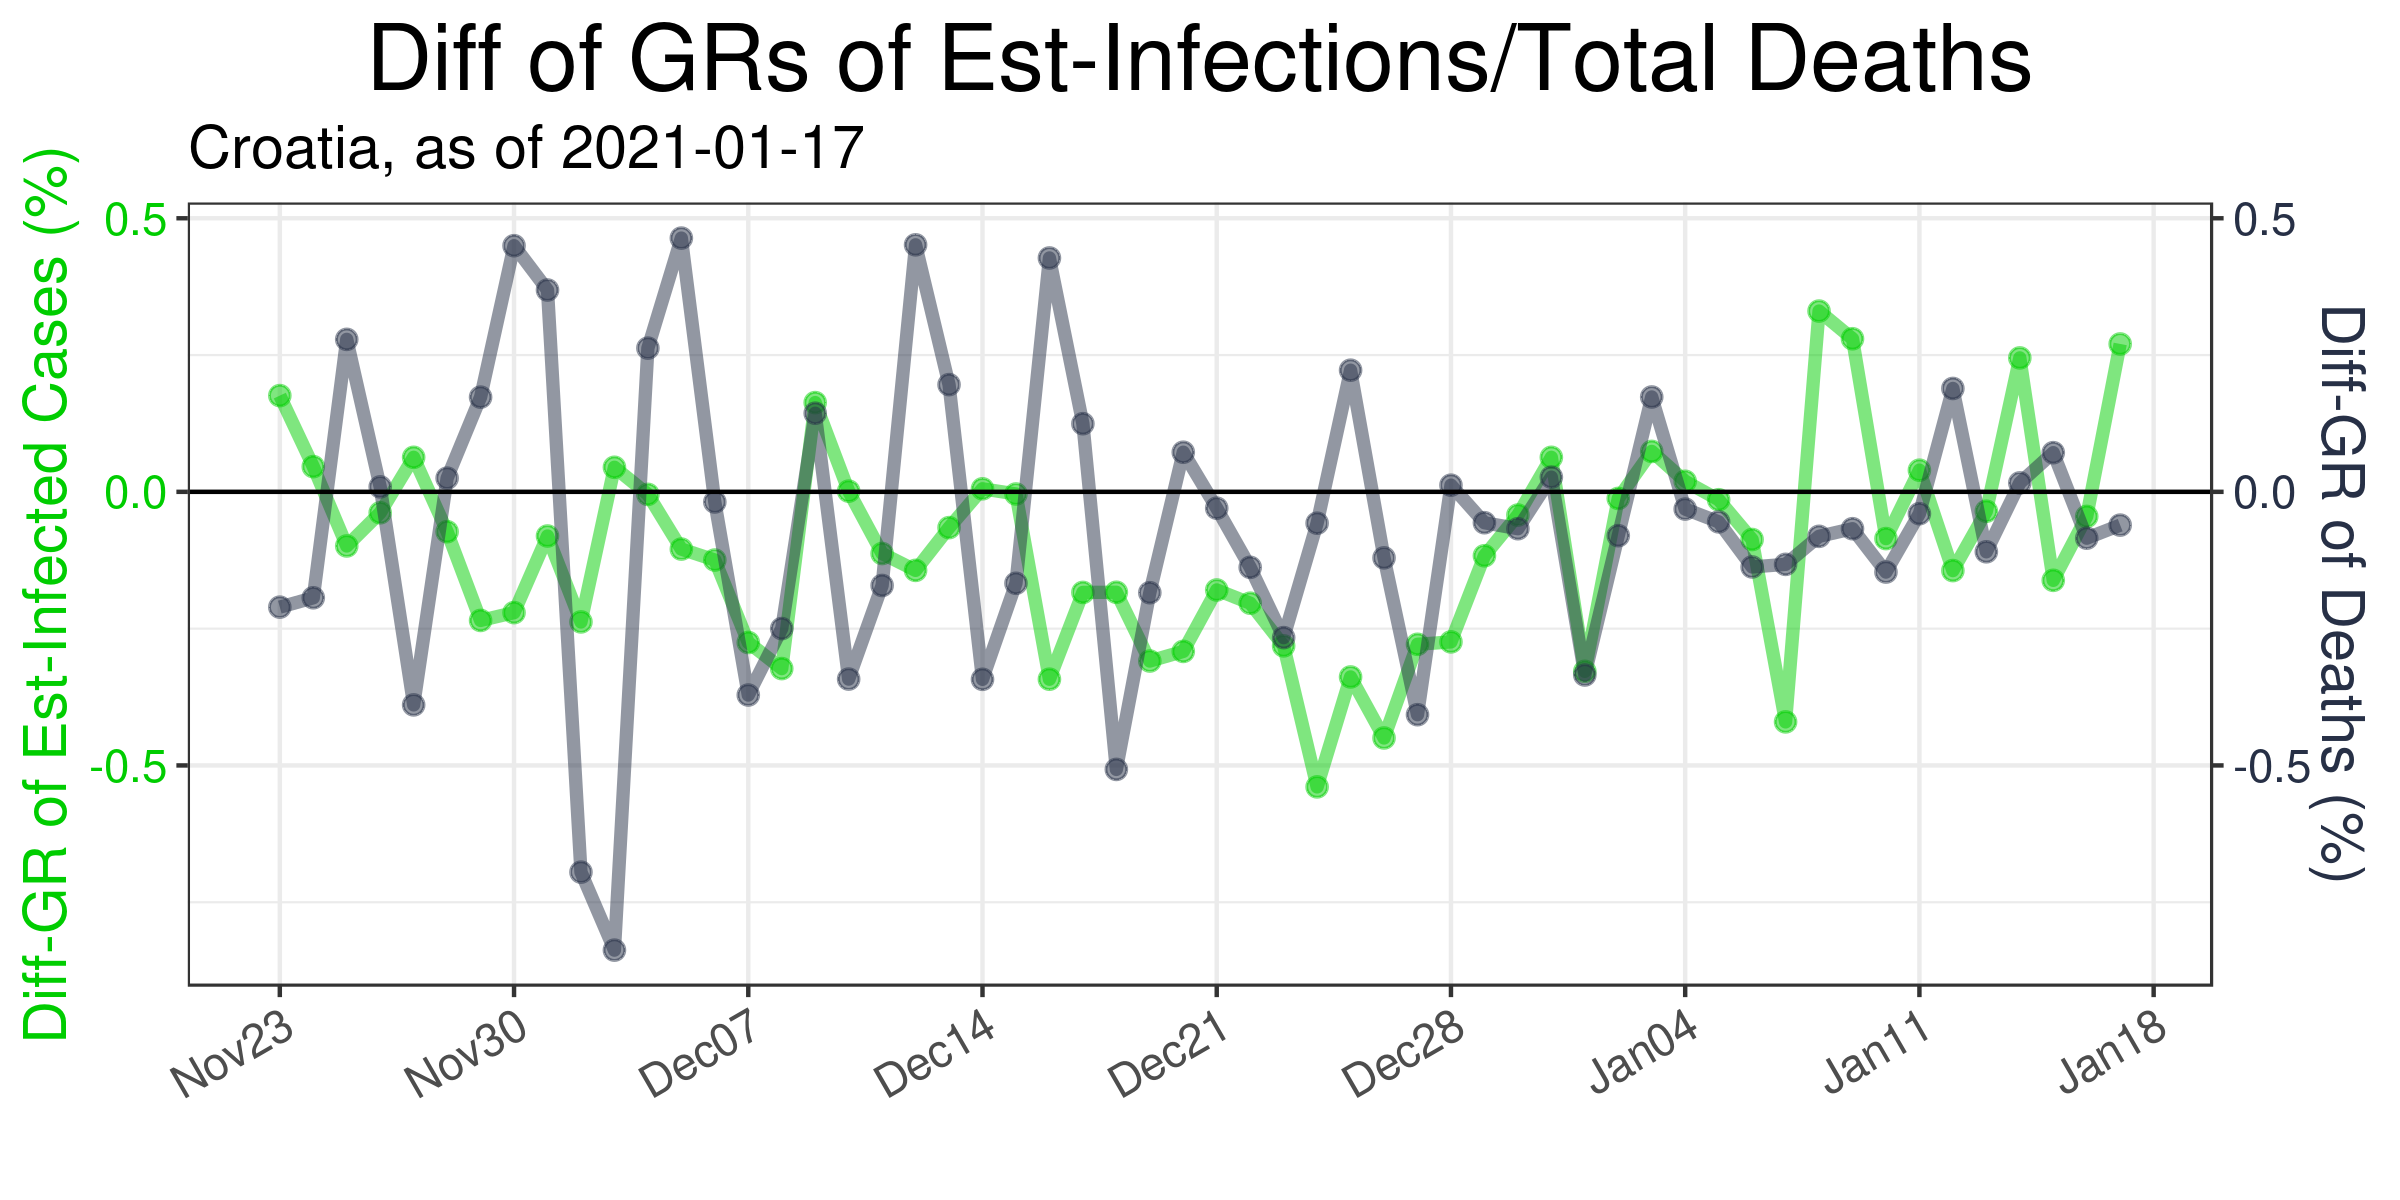 Diff of GRs of Est-Infections/Total Deaths
Croatia, as of 2021-01-17
Diff-GR of Est-Infected Cases (%)
0.5
0.0
-0.5
0.5
0.0
-0.5
Diff-GR of Deaths (%)
Nov23
Nov30
Dec07
Dec14
Dec21
Dec28
Jan04
Jan11
Jan18